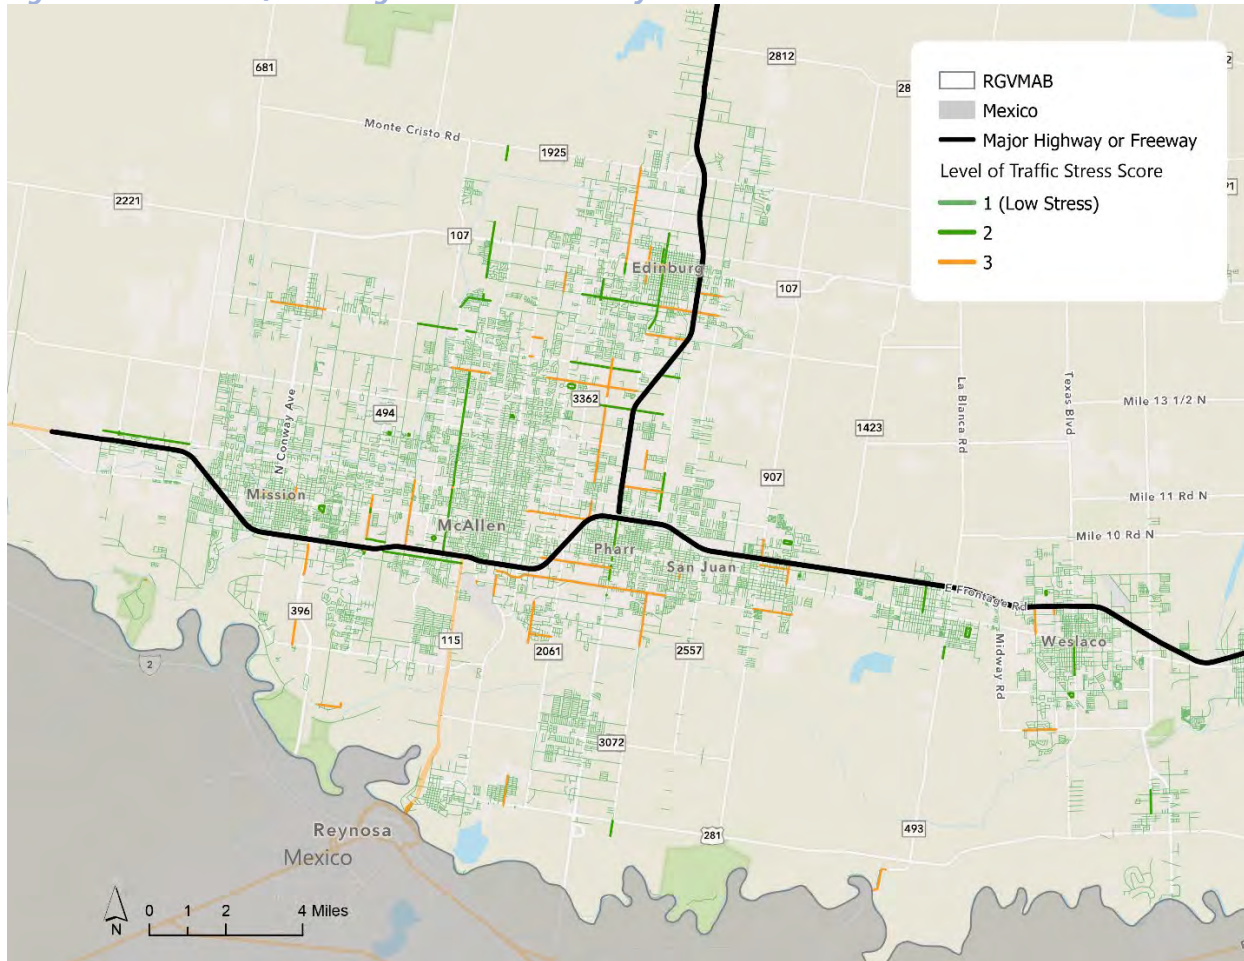 2812
681
Monte Cristo Rd
1925
2221
107
Edinburg
107
RGVMAB
Mexico
Major Highway or Freeway
Level of Traffic Stress Score
1 (Low Stress)
2
3
3362
494
N Conway Ave
La Blanca Rd
Texas Blvd
Mile 13 1/2 N
1423
907
Mile 11 Rd N
Mission
McAllen
Mile 10 Rd N
Pharr
San Juan
E Frontage Rd
396
115
2061
2557
Midway Rd
Weslaco
2
3072
281
493
Reynosa
Mexico
N
0 1 2 4 Miles